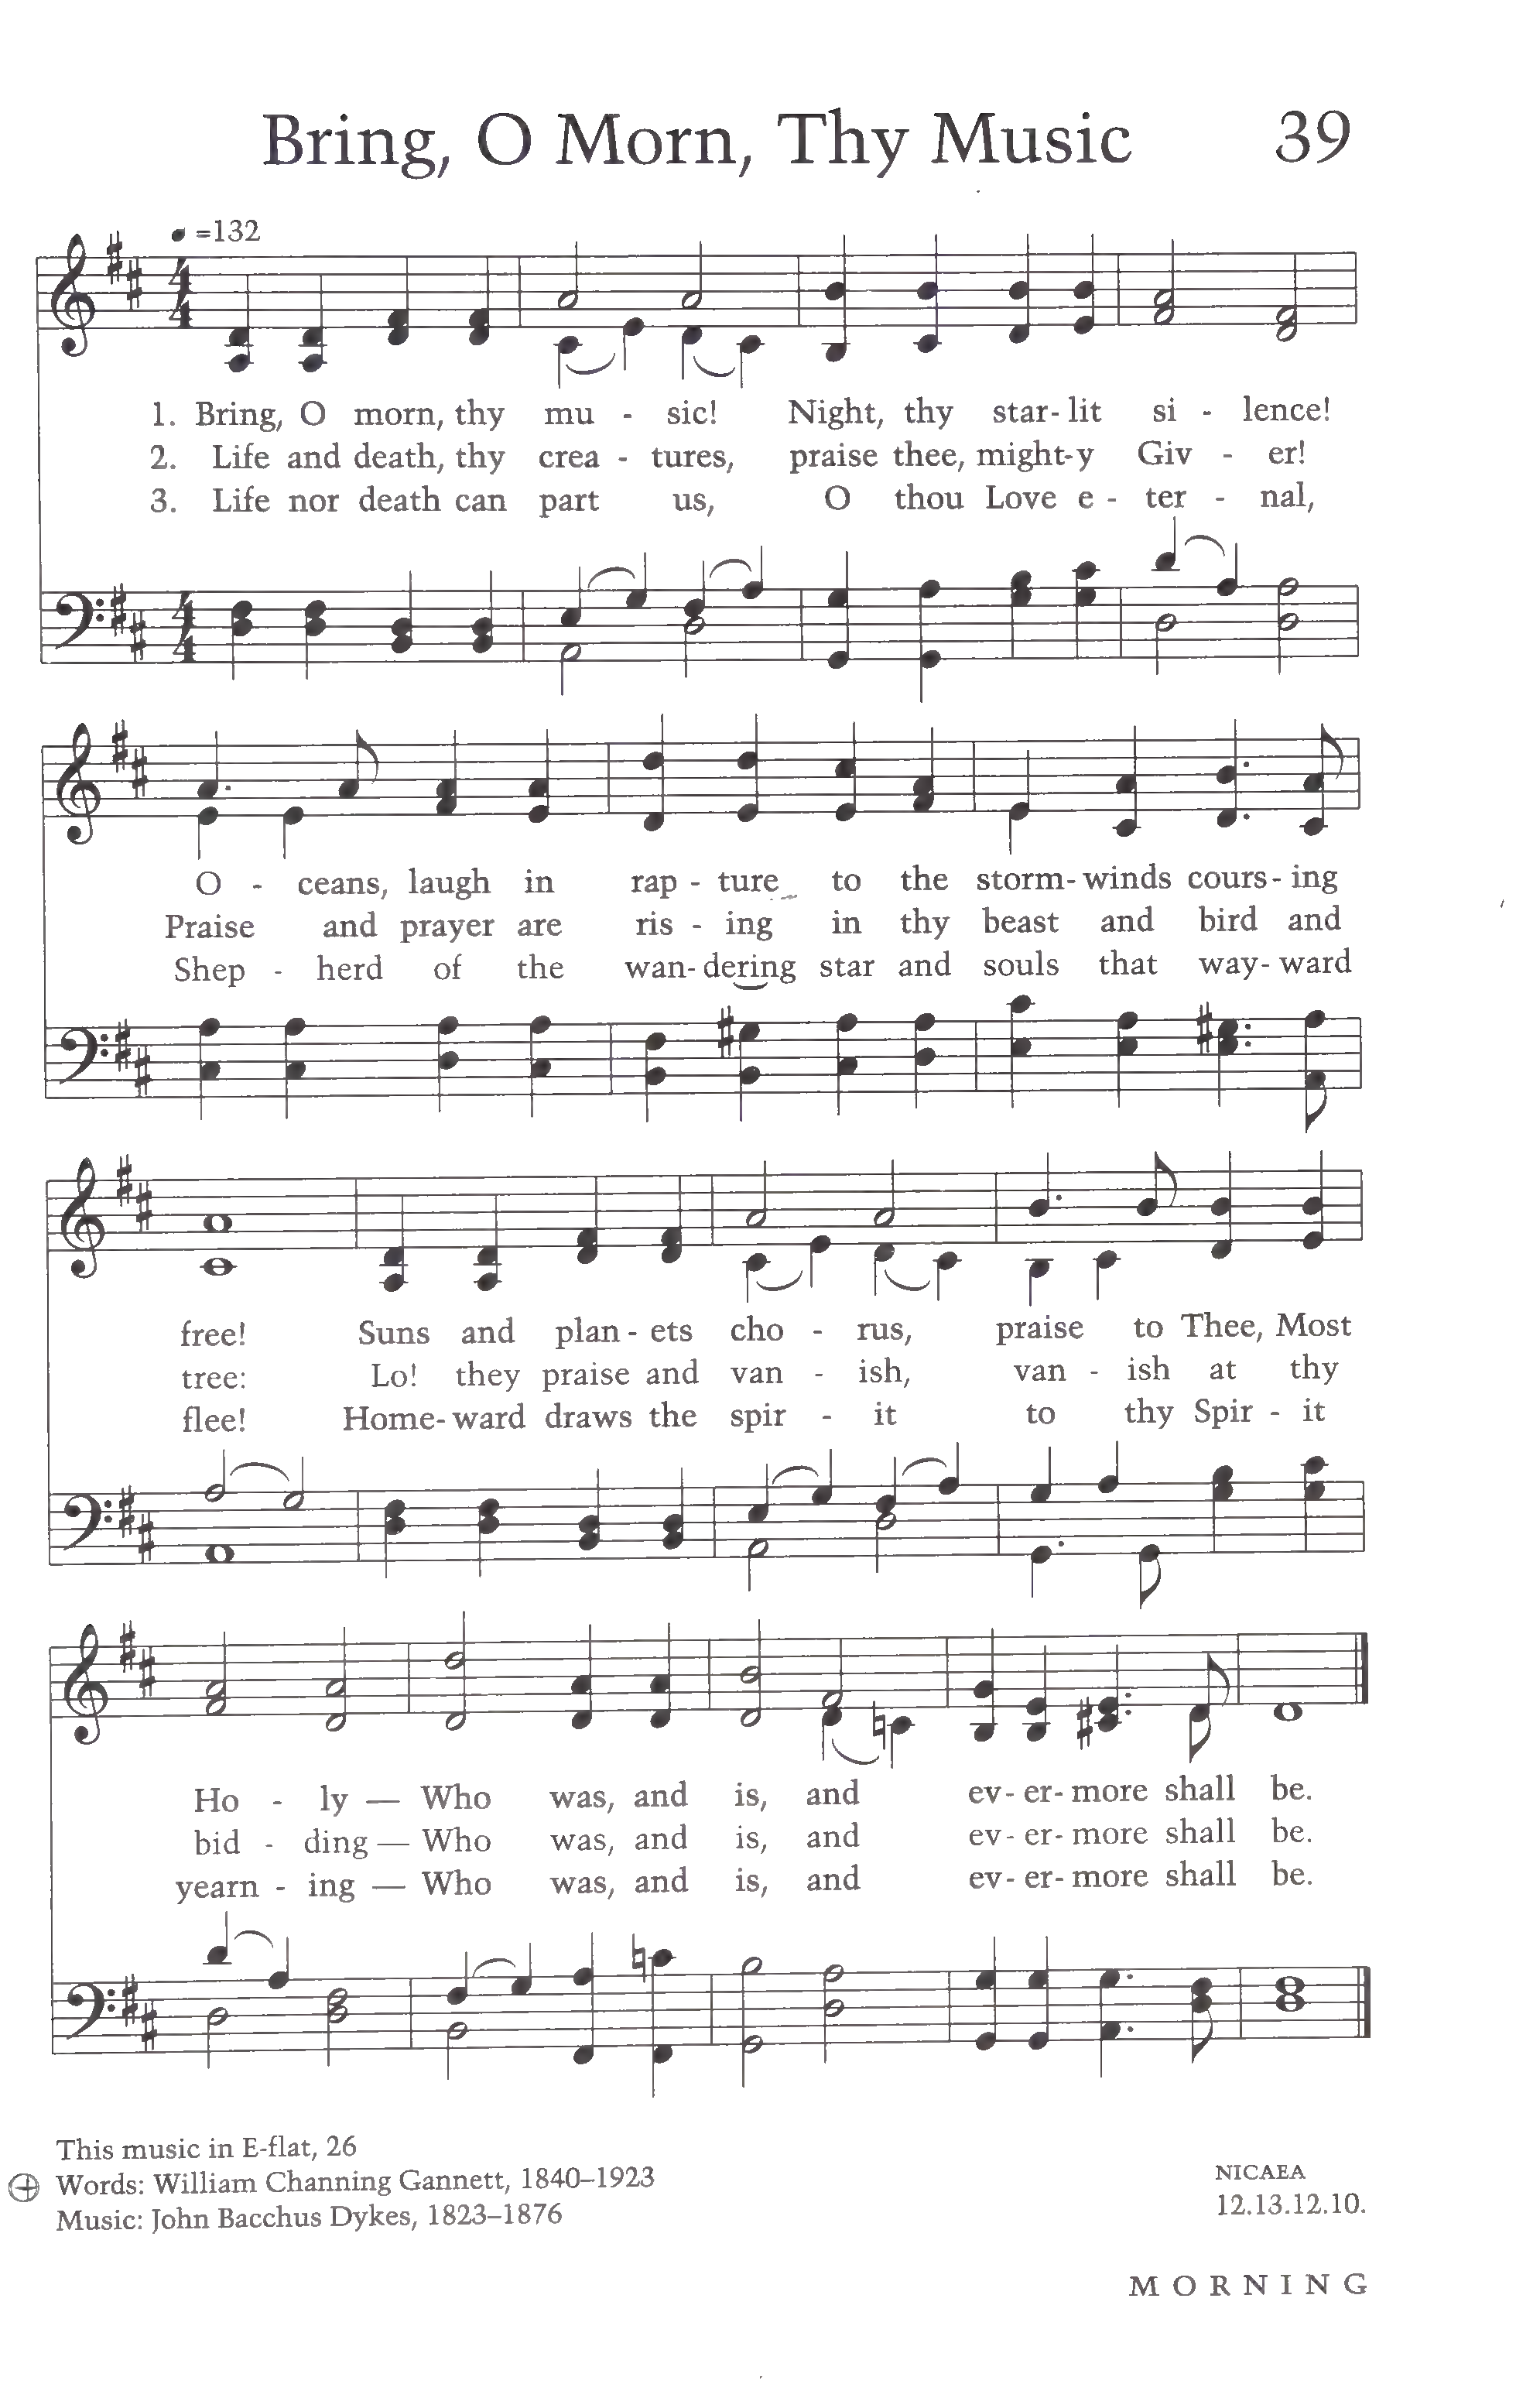 Bring, O Morn, Thy Music 39
=132
4 4
1. Bring, O morn, thy mu - sic! Night, thy star-lit si - lence!
2. Life and death, thy crea - tures, praise thee, might-y Giv - er!
3. Life nor death can part us, O thou Love e - ter - nal,
4 4
O - ceans, laugh in rap - ture to the storm-winds cours-ing
Praise and prayer are ris - ing in thy beast and bird and
Shep - herd of the wan-dering star and souls that way-ward
free! Suns and plan-ets cho - rus, praise to Thee, Most
tree: Lo! they praise and van - ish, van - ish at thy
flee! Home-ward draws the spir - it to thy Spir - it
Ho - ly — Who was, and is, and ev-er-more shall be.
bid - ding — Who was, and is, and ev-er-more shall be.
yearn - ing — Who was, and is, and ev-er-more shall be.
This music in E-flat, 26
Words: William Channing Gannett, 1840–1923
Music: John Bacchus Dykes, 1823–1876
NICAEA
12.13.12.10.
MORNING